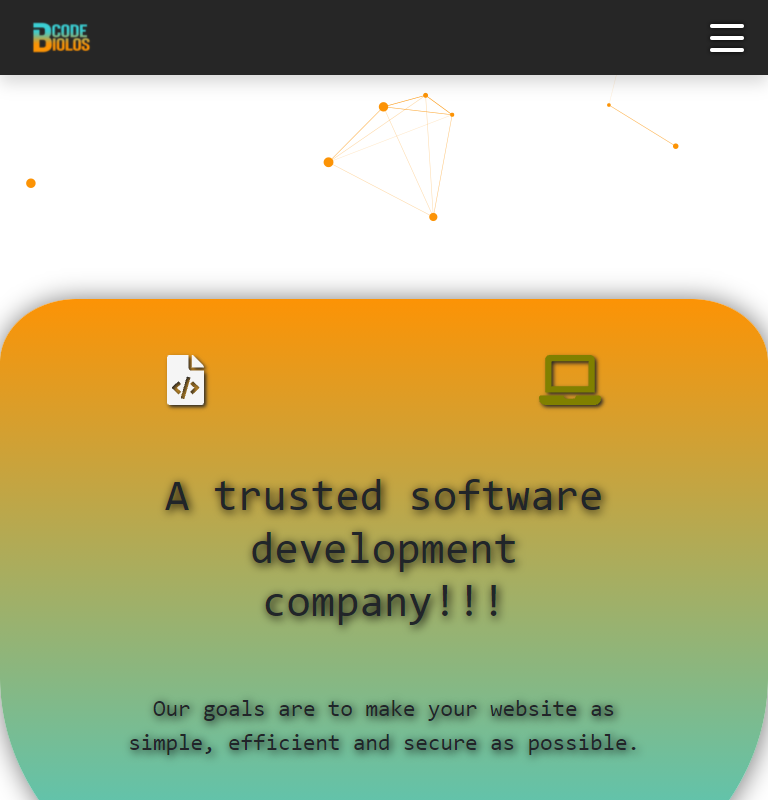 CODE
BIOLOS
A trusted software
development
company!!!
Our goals are to make your website as
simple, efficient and secure as possible.